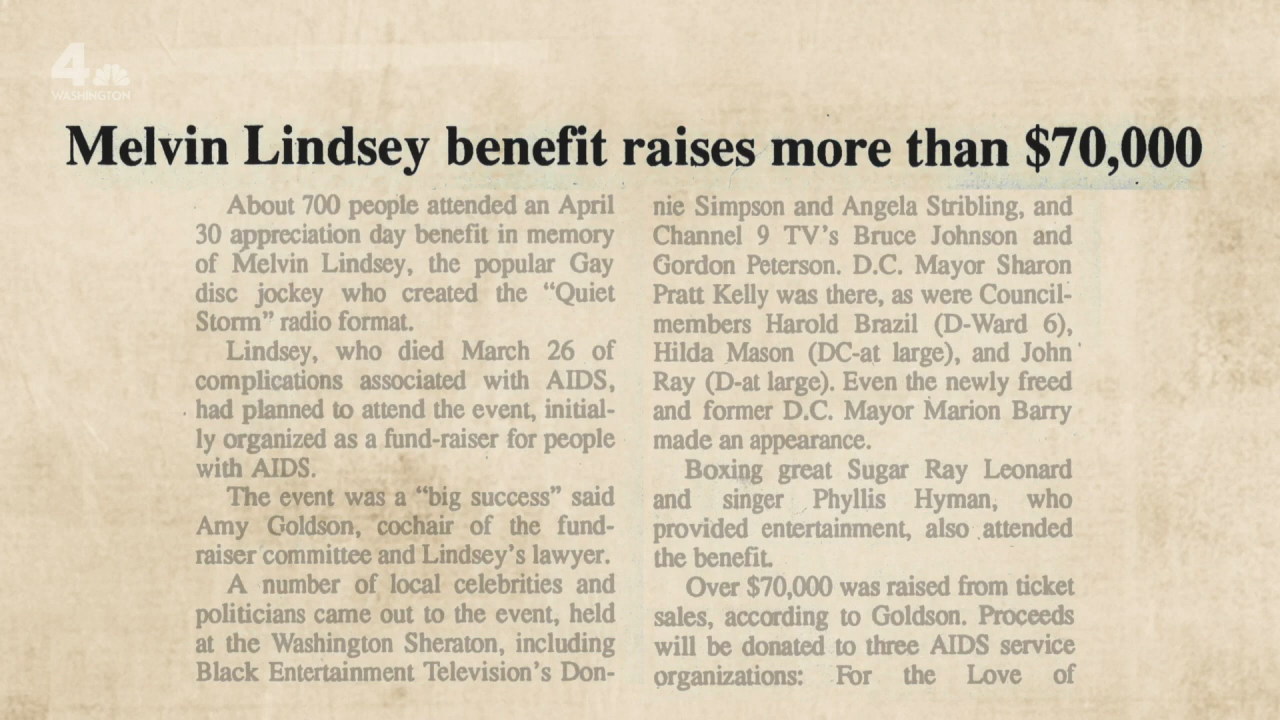 4
WASHINGTON
Melvin Lindsey benefit raises more than $70,000
About 700 people attended an April
30 appreciation day benefit in memory
of Melvin Lindsey, the popular Gay
disc jockey who created the “Quiet
Storm” radio format.
Lindsey, who died March 26 of
complications associated with AIDS,
had planned to attend the event, initial-
ly organized as a fund-raiser for people
with AIDS.
The event was a “big success” said
Amy Goldson, cochair of the fund-
raiser committee and Lindsey’s lawyer.
A number of local celebrities and
politicians came out to the event, held
at the Washington Sheraton, including
Black Entertainment Television’s Don-
nie Simpson and Angela Stribling, and
Channel 9 TV’s Bruce Johnson and
Gordon Peterson. D.C. Mayor Sharon
Pratt Kelly was there, as were Council-
members Harold Brazil (D-Ward 6),
Hilda Mason (DC-at large), and John
Ray (D-at large). Even the newly freed
and former D.C. Mayor Marion Barry
made an appearance.
Boxing great Sugar Ray Leonard
and singer Phyllis Hyman, who
provided entertainment, also attended
the benefit.
Over $70,000 was raised from ticket
sales, according to Goldson. Proceeds
will be donated to three AIDS service
organizations: For the Love of